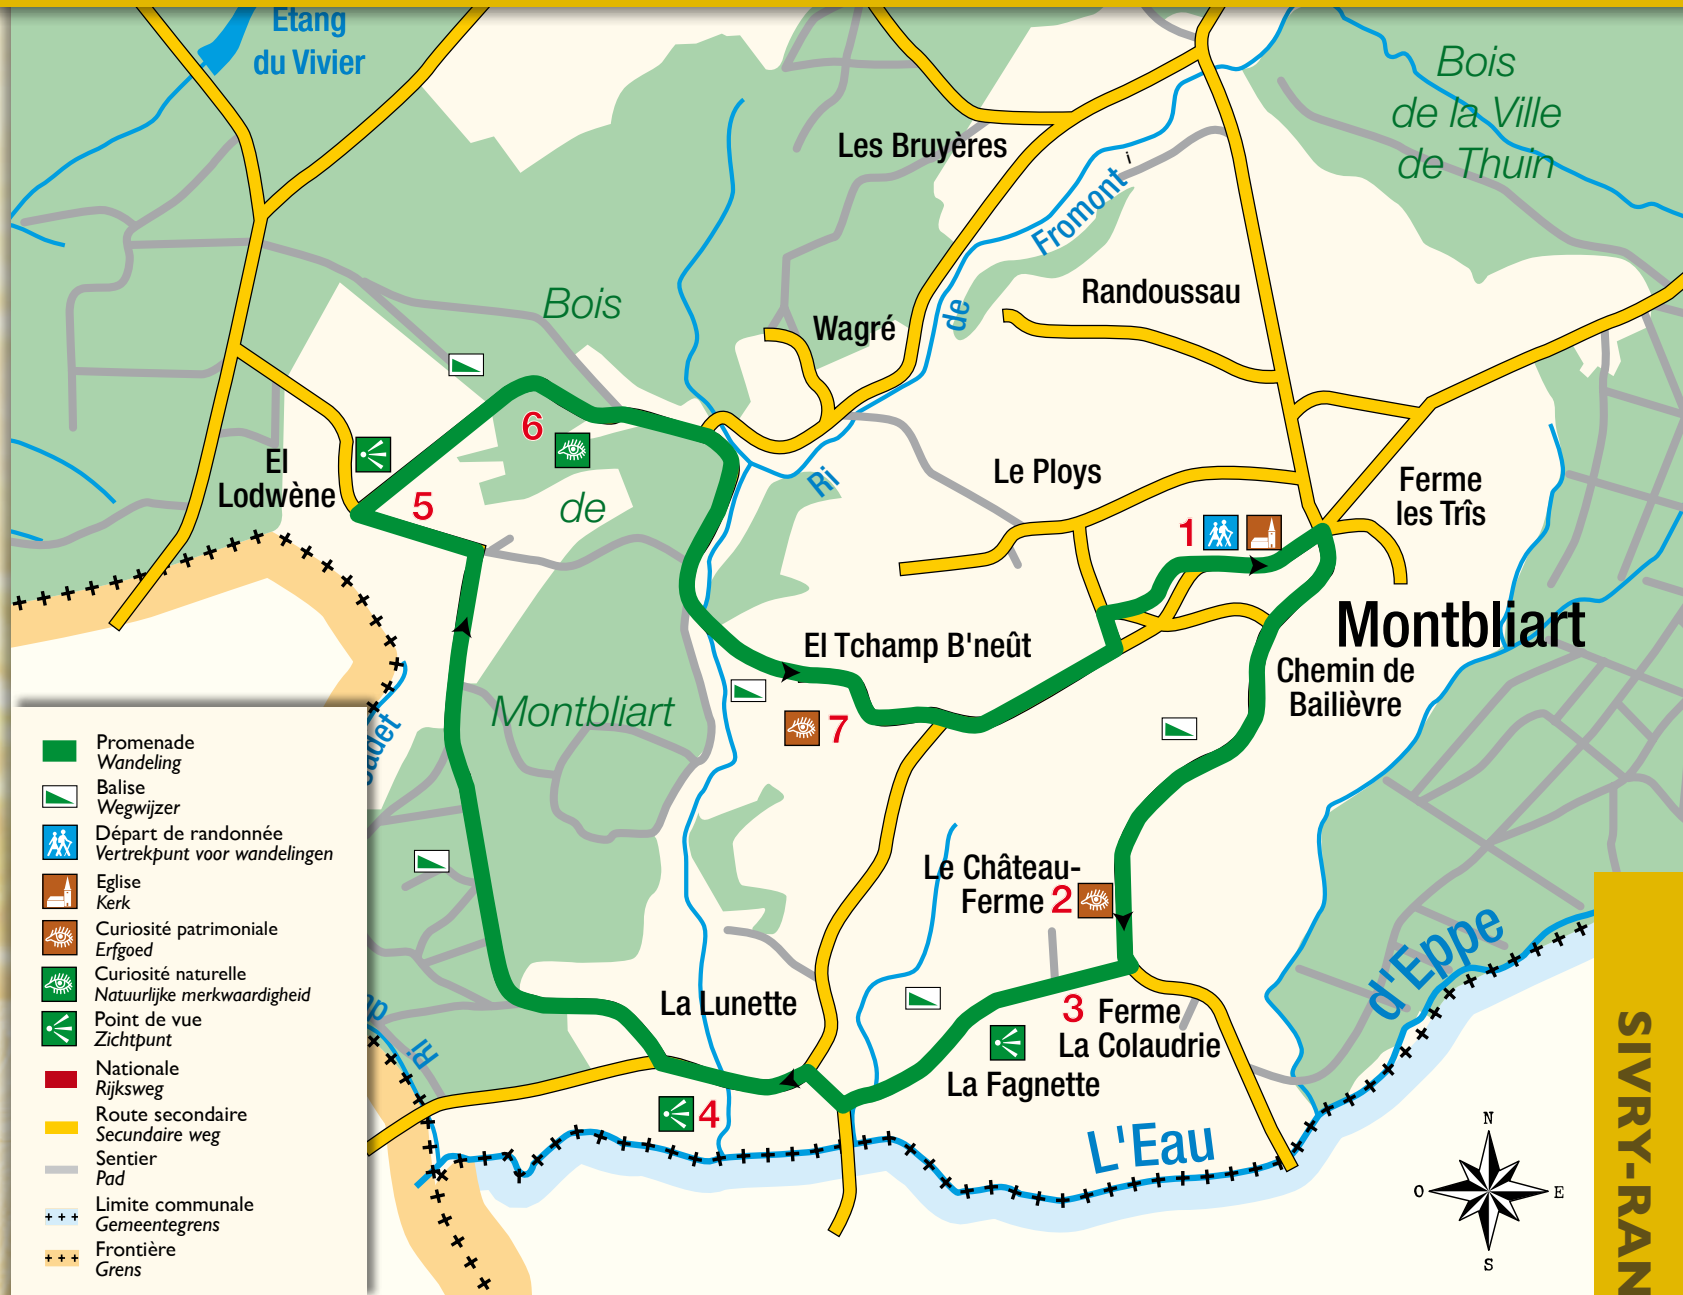 Etang
du Vivier
Bois
de la Ville
de Thuin
Les Bruyères
i
Fromont
de
Ri
Randoussau
Bois
de
Montbliart
Wagré
6
5
El
Lodwène
Le Ploys
1
Ferme
les Trîs
Montbliart
Chemin de
Bailièvre
El Tchamp B'neût
7
Le Château-
Ferme 2
3 Ferme
La Colaudrie
La Fagnette
La Lunette
4
Ri
L'Eau
d'Eppe
Promenade
Wandeling
Balise
Wegwijzer
Départ de randonnée
Vertrekpunt voor wandelingen
Eglise
Kerk
Curiosité patrimoniale
Erfgoed
Curiosité naturelle
Natuurlijke merkwaardigheid
Point de vue
Zichtpunt
Nationale
Rijksweg
Route secondaire
Secundaire weg
Sentier
Pad
Limite communale
Gemeentegrens
Frontière
Grens
N
O
E
S
SIVRY-RAN